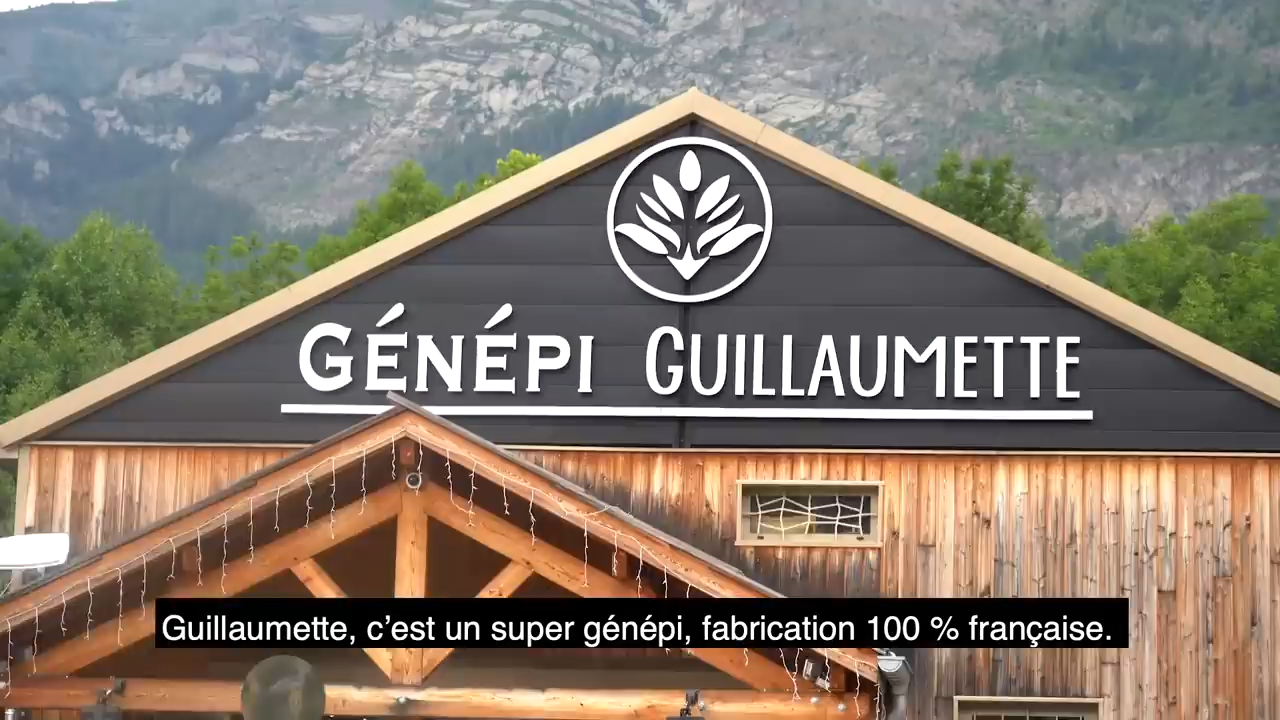 GÉNÉPI GUILLAUMETTE
Guillaumette, c’est un super génépi, fabrication 100 % française.